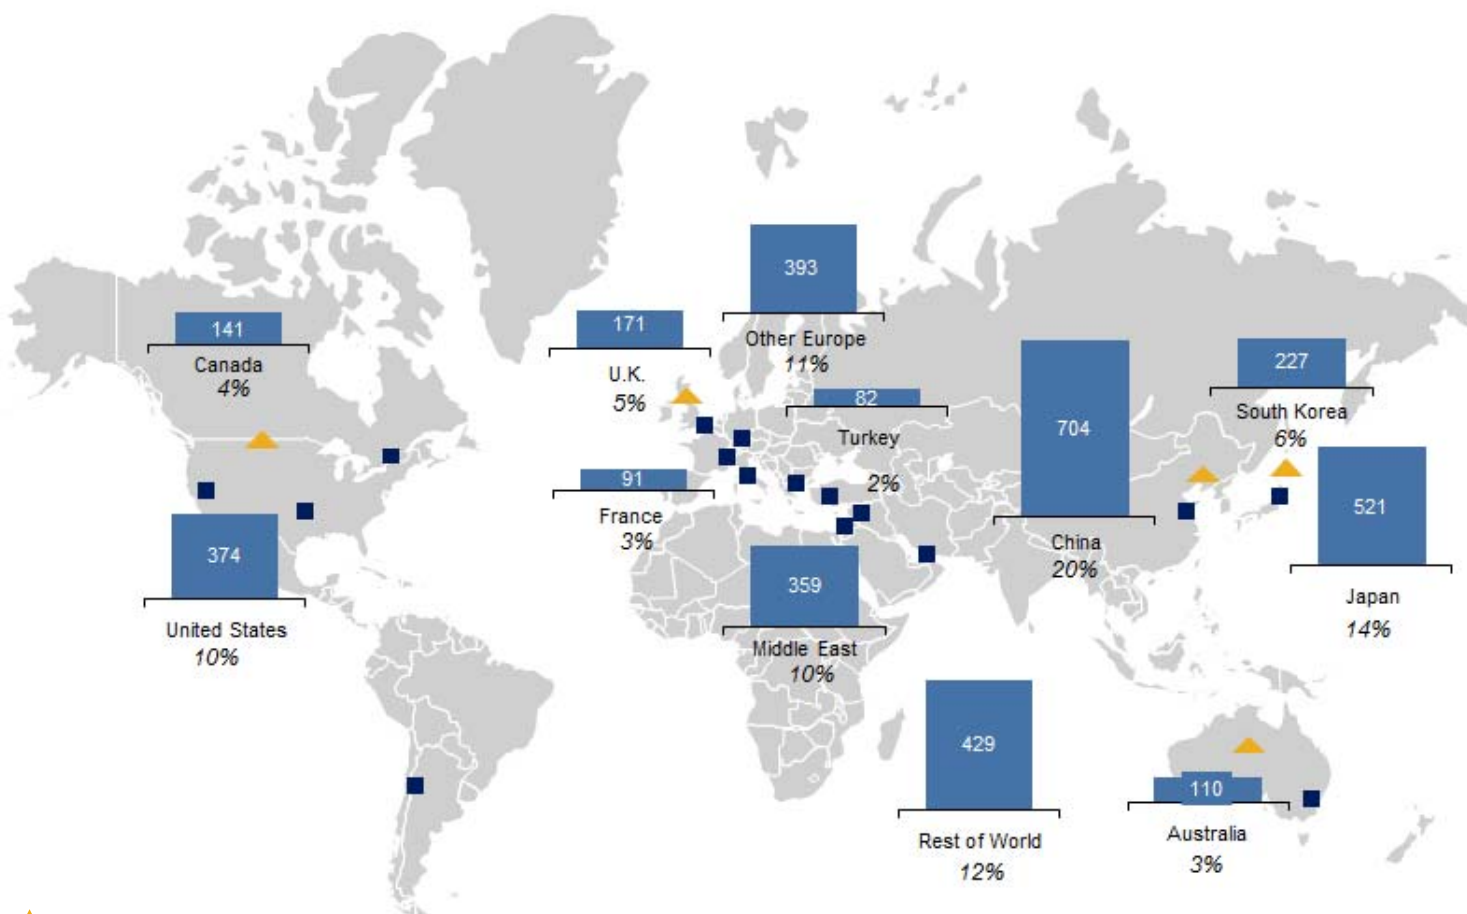 393
Other Europe
11%
141
Canada
4%
171
U.K.
5%
227
South Korea
6%
82
Turkey
2%
704
China
20%
91
France
3%
521
Japan
14%
374
United States
10%
359
Middle East
10%
429
Rest of World
12%
110
Australia
3%